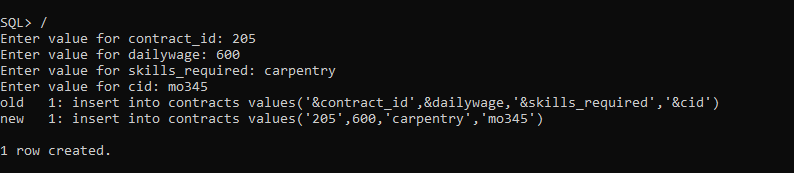 SQL> /
Enter value for contract_id: 205
Enter value for dailywage: 600
Enter value for skills_required: carpentry
Enter value for cid: mo345
old   1: insert into contracts values('&contract_id',&dailywage,'&skills_required','&cid')
new   1: insert into contracts values('205',600,'carpentry','mo345')
1 row created.